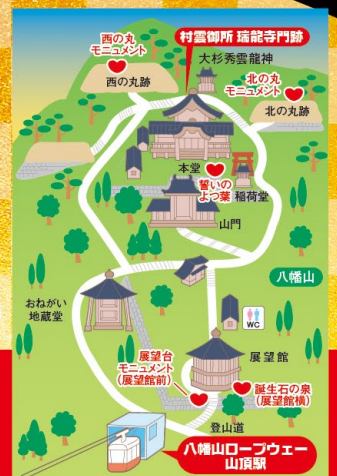 西の丸
モニュメント
村雲御所 瑞龍寺門跡
西の丸跡
大杉秀雲龍神
北の丸
モニュメント
北の丸跡
本堂
誓いの
よつ葉
稲荷堂
山門
八幡山
おねがい
地蔵堂
WC
展望台
モニュメント
(展望館前)
展望館
誕生石の泉
(展望館横)
登山道
八幡山ロープウェー
山頂駅